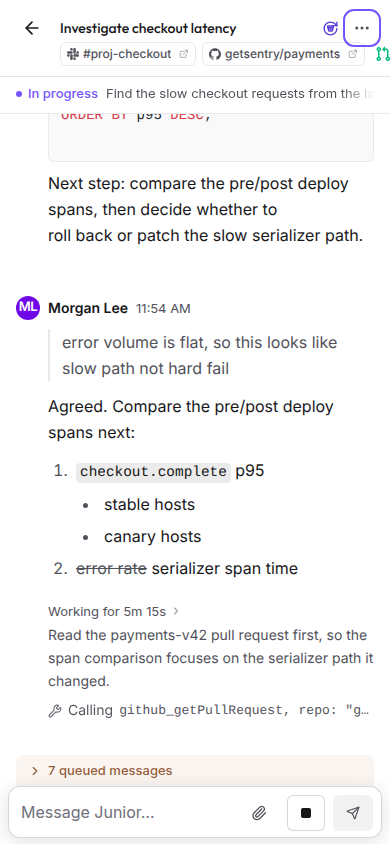 Investigate checkout latency
#proj-checkout
getsentry/payments
In progress Find the slow checkout requests from the la
ORDER BY p95 DESC;
Next step: compare the pre/post deploy
spans, then decide whether to
roll back or patch the slow serializer path.
ML Morgan Lee 11:54 AM
error volume is flat, so this looks like
slow path not hard fail
Agreed. Compare the pre/post deploy
spans next:
1. checkout.complete p95
• stable hosts
• canary hosts
2. error rate serializer span time
Working for 5m 15s
Read the payments-v42 pull request first, so the
span comparison focuses on the serializer path it
changed.
Calling github_getPullRequest, repo: "g…
7 queued messages
Message Junior...